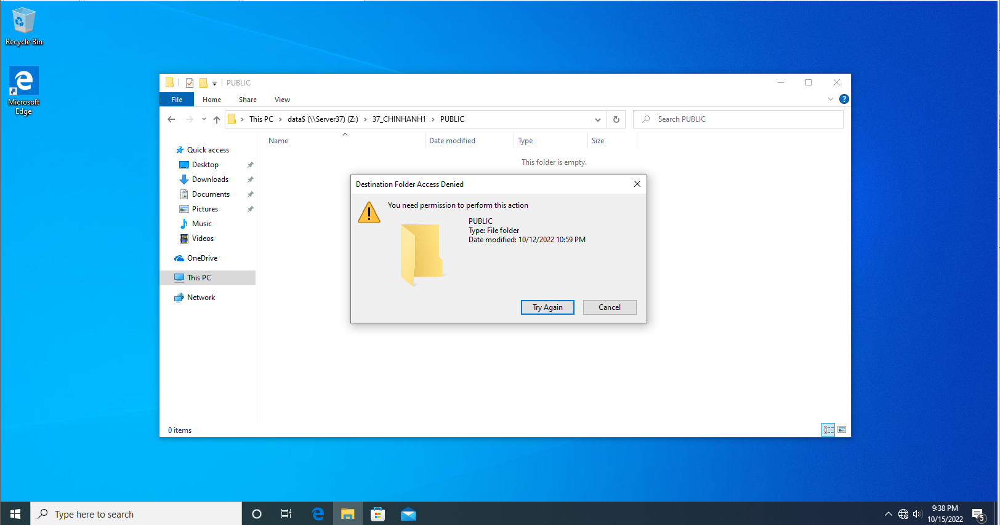 Recycle Bin
Microsoft
Edge
PUBLIC
File
Home
Share
View
?
This PC
data$ (\\Server37) (Z:)
37_CHINHANH1
PUBLIC
Search PUBLIC
Name
Date modified
Type
Size
This folder is empty.
Quick access
Desktop
Downloads
Documents
Pictures
Music
Videos
OneDrive
This PC
Network
Destination Folder Access Denied
You need permission to perform this action
PUBLIC
Type: File folder
Date modified: 10/12/2022 10:59 PM
Try Again
Cancel
0 items
Type here to search
9:38 PM
10/15/2022
5